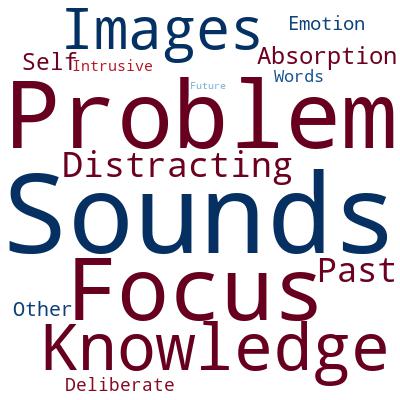 Images
Emotion
Self
Intrusive
Absorption
Words
Future
Problem
Distracting
Sounds
Focus
Past
Other
Knowledge
Deliberate